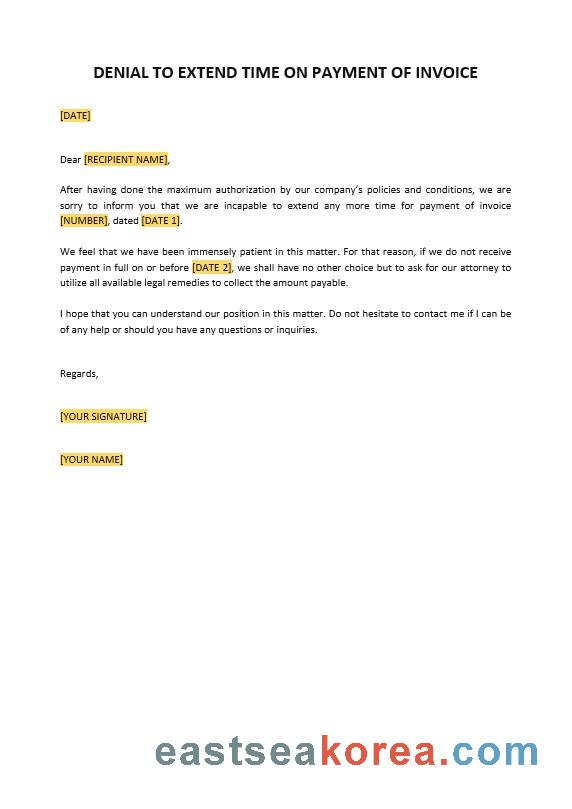 DENIAL TO EXTEND TIME ON PAYMENT OF INVOICE
[DATE]
Dear [RECIPIENT NAME],
After having done the maximum authorization by our company's policies and conditions, we are
sorry to inform you that we are incapable to extend any more time for payment of invoice
[NUMBER], dated [DATE 1].
We feel that we have been immensely patient in this matter. For that reason, if we do not receive
payment in full on or before [DATE 2], we shall have no other choice but to ask for our attorney to
utilize all available legal remedies to collect the amount payable.
I hope that you can understand our position in this matter. Do not hesitate to contact me if I can be
of any help or should you have any questions or inquiries.
Regards,
[YOUR SIGNATURE]
[YOUR NAME]
eastseakorea.com